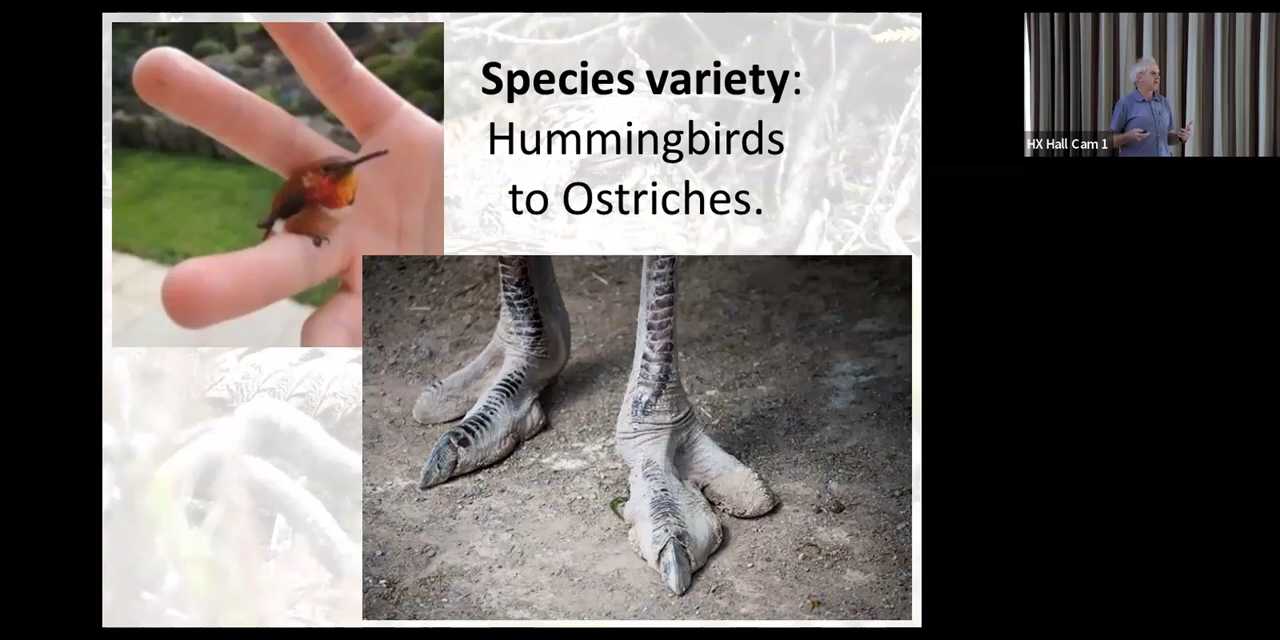 Species variety:
Hummingbirds
to Ostriches.
HX Hall Cam 1